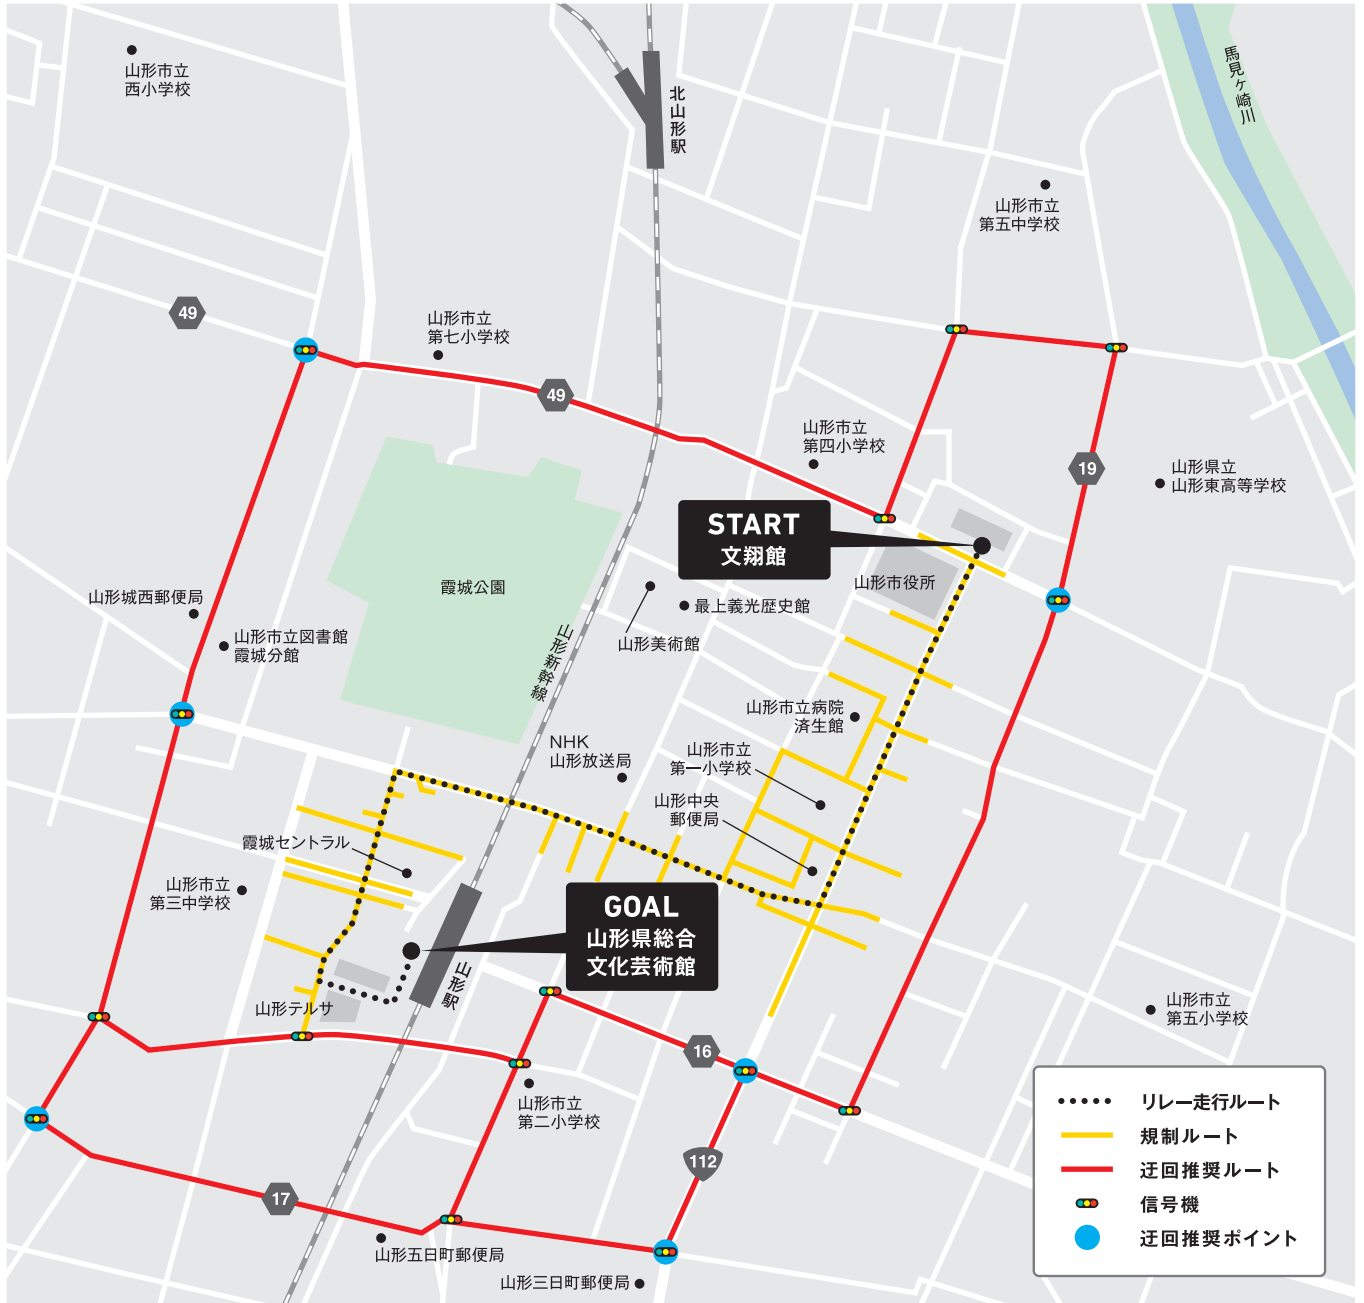 山形市立
西小学校
北山形駅
馬見ヶ崎川
山形市立
第五中学校
49
山形市立
第七小学校
49
山形市立
第四小学校
19
山形県立
山形東高等学校
START
文翔館
山形市役所
霞城公園
最上義光歴史館
山形美術館
山形城西郵便局
山形市立図書館
霞城分館
山形新幹線
山形市立病院
済生館
NHK
山形放送局
山形市立
第一小学校
山形中央
郵便局
霞城セントラル
山形市立
第三中学校
GOAL
山形県総合
文化芸術館
山形駅
山形テルサ
山形市立
第五小学校
16
山形市立
第二小学校
112
17
山形五日町郵便局
山形三日町郵便局
リレー走行ルート
規制ルート
迂回推奨ルート
信号機
迂回推奨ポイント